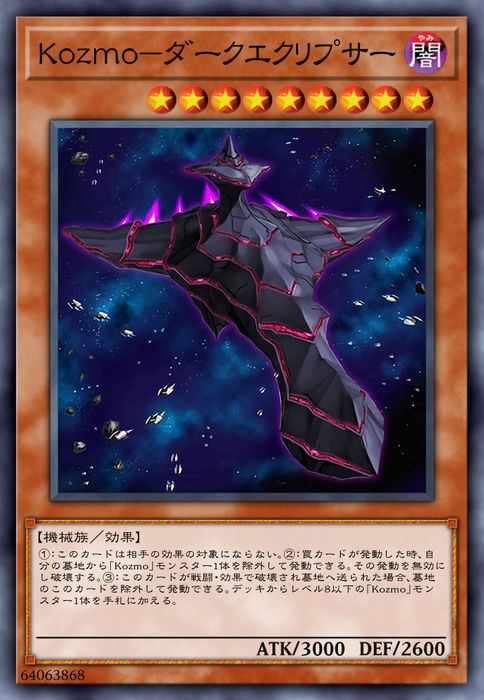 Kozmo－ダークエクリプサー
やみ
闇
【機械族／効果】
①：このカードは相手の効果の対象にならない。②：罠カードが発動した時、自
分の墓地から「Kozmo」モンスター1体を除外して発動できる。その発動を無効に
し破壊する。③：このカードが戦闘・効果で破壊され墓地へ送られた場合、墓地
のこのカードを除外して発動できる。デッキからレベル8以下の「Kozmo」モン
スター1体を手札に加える。
ATK/3000 DEF/2600
64063868